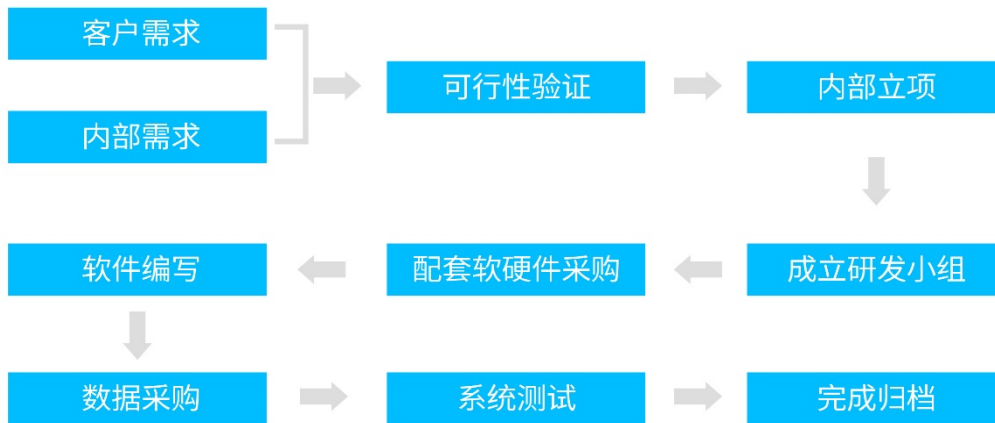 客户需求
内部需求
可行性验证
内部立项
成立研发小组
配套软硬件采购
软件编写
数据采购
系统测试
完成归档